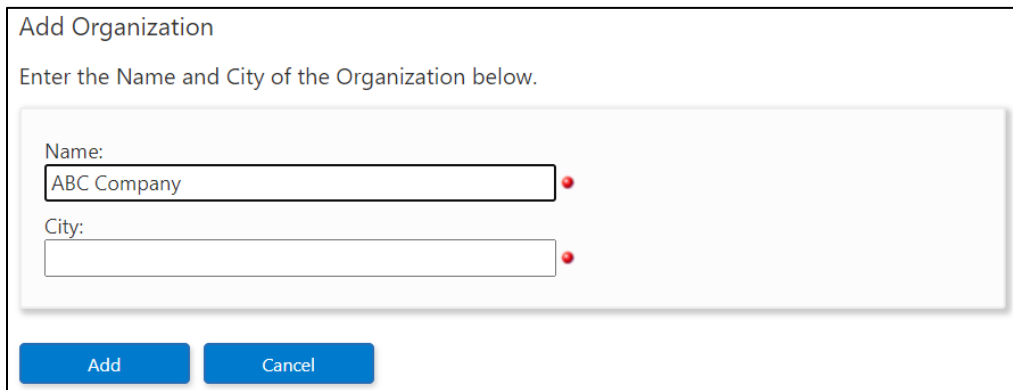 Add Organization
Enter the Name and City of the Organization below.
Name:
ABC Company
City:
Add Cancel